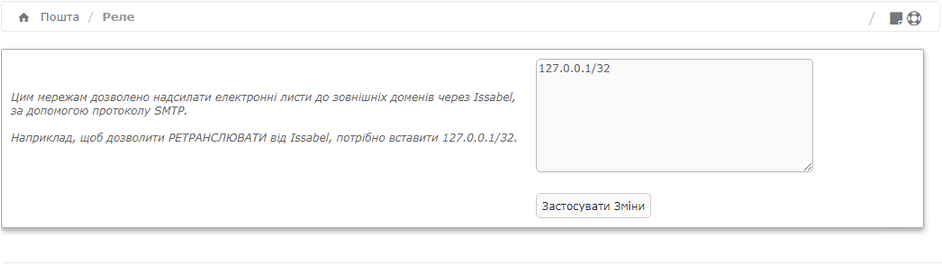 Пошта / Реле /
127.0.0.1/32
Цим мережам дозволено надсилати електронні листи до зовнішніх доменів через Issabel,
за допомогою протоколу SMTP.
Наприклад, щоб дозволити РЕТРАНСЛЮВАТИ від Issabel, потрібно вставити 127.0.0.1/32.
Застосувати Зміни